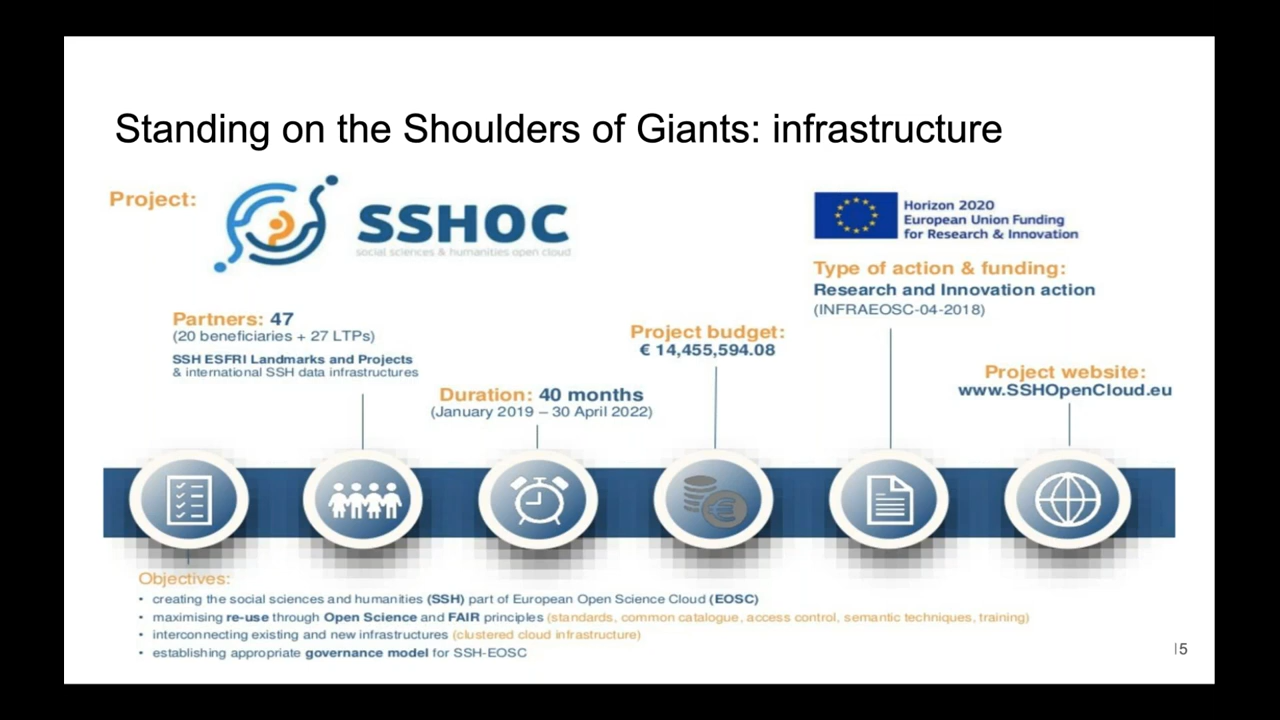 Standing on the Shoulders of Giants: infrastructure
Project:
SSHOC
social sciences & humanities open cloud
Horizon 2020
European Union Funding
for Research & Innovation
Type of action & funding:
Research and Innovation action
(INFRAEOSC-04-2018)
Partners: 47
(20 beneficiaries + 27 LTPs)
SSH ESFRI Landmarks and Projects
& international SSH data infrastructures
Duration: 40 months
(January 2019 – 30 April 2022)
Project budget:
€ 14,455,594.08
Project website:
www.SSHOpenCloud.eu
Objectives:
• creating the social sciences and humanities (SSH) part of European Open Science Cloud (EOSC)
• maximising re-use through Open Science and FAIR principles (standards, common catalogue, access control, semantic techniques, training)
• interconnecting existing and new infrastructures (clustered cloud infrastructure)
• establishing appropriate governance model for SSH-EOSC
|5